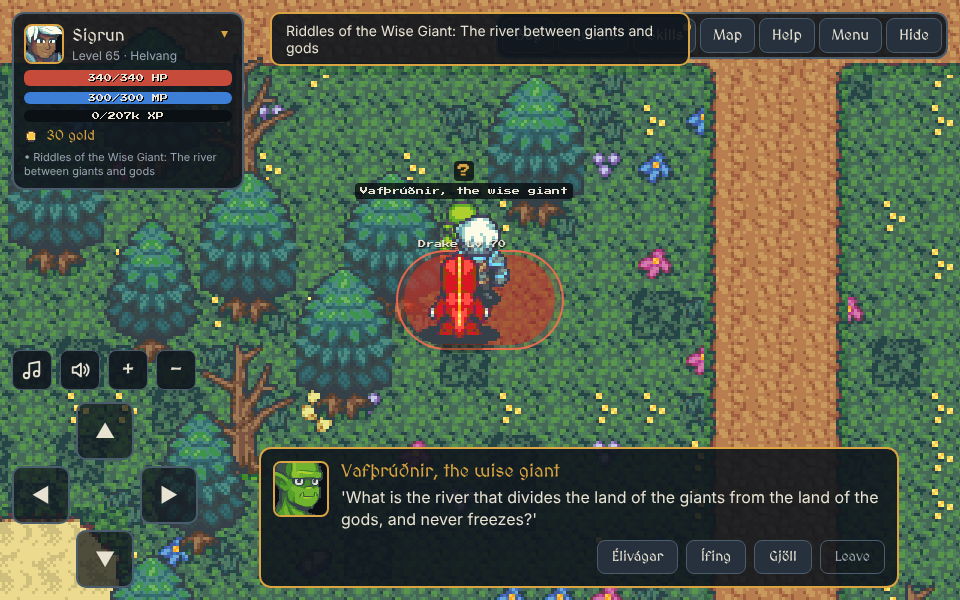 Sigrun
Level 65 · Helvang
340/340 HP
300/300 MP
0/207k XP
30 gold
• Riddles of the Wise Giant: The river
between giants and gods
Riddles of the Wise Giant: The river between giants and
gods
Map
Help
Menu
Hide
?
Vafþrúðnir, the wise giant
Drake
70
+
-
Vafþrúðnir, the wise giant
'What is the river that divides the land of the giants from the land of the
gods, and never freezes?'
Élivágar
Ífing
Gjöll
Leave